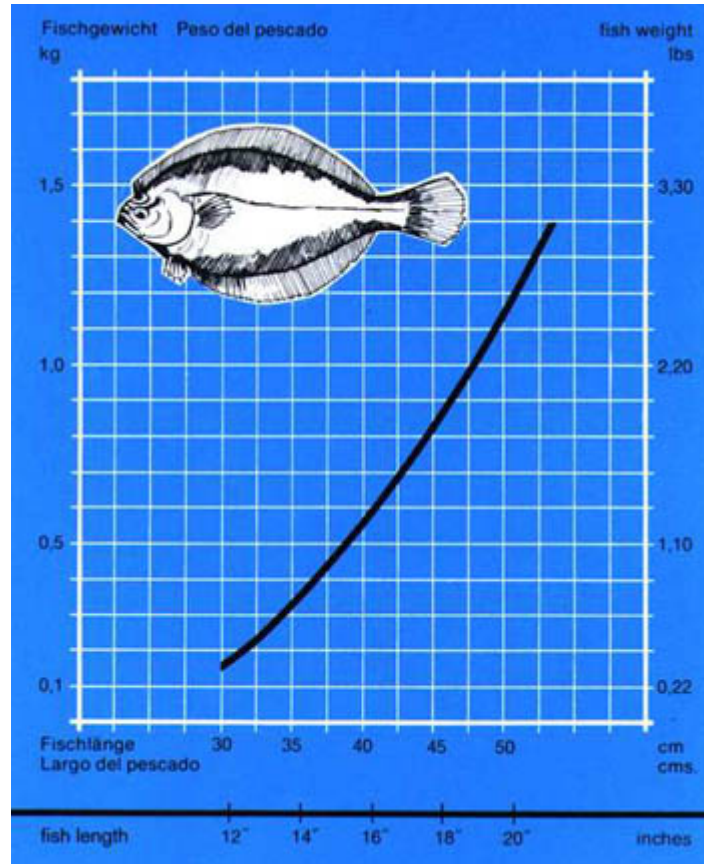 Fischgewicht Peso del pescado fish weight
kg lbs
1,5 3,30
1.0 2,20
0,5 1,10
0,1 0,22
Fischlänge 30 35 40 45 50 cm
Largo del pescado cms.
fish length 12" 14" 16" 18" 20" inches